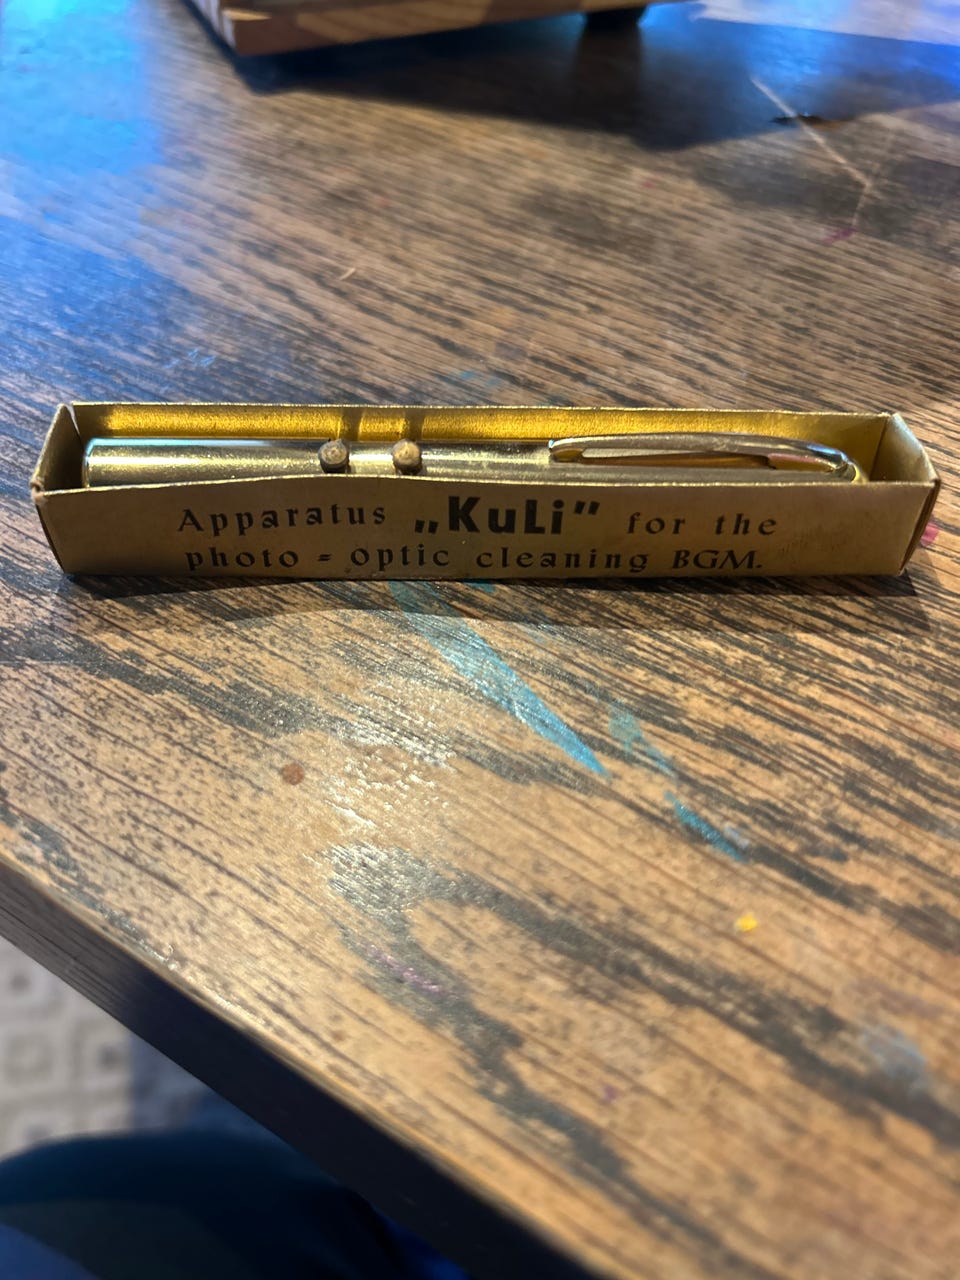 Apparatus „KuLi“ for the
photo = optic cleaning BGM.